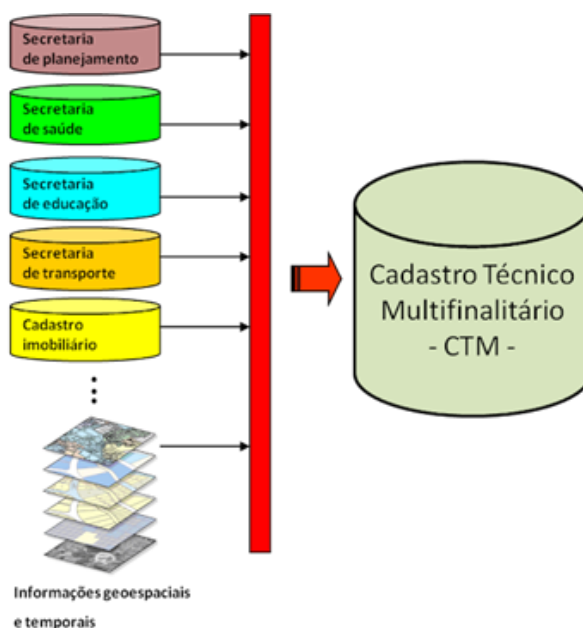 Secretaria
de planejamento
Secretaria
de saúde
Secretaria
de educação
Secretaria
de transporte
Cadastro
imobiliário
Informações geoespaciais
e temporais
Cadastro Técnico
Multifinalitário
- CTM -